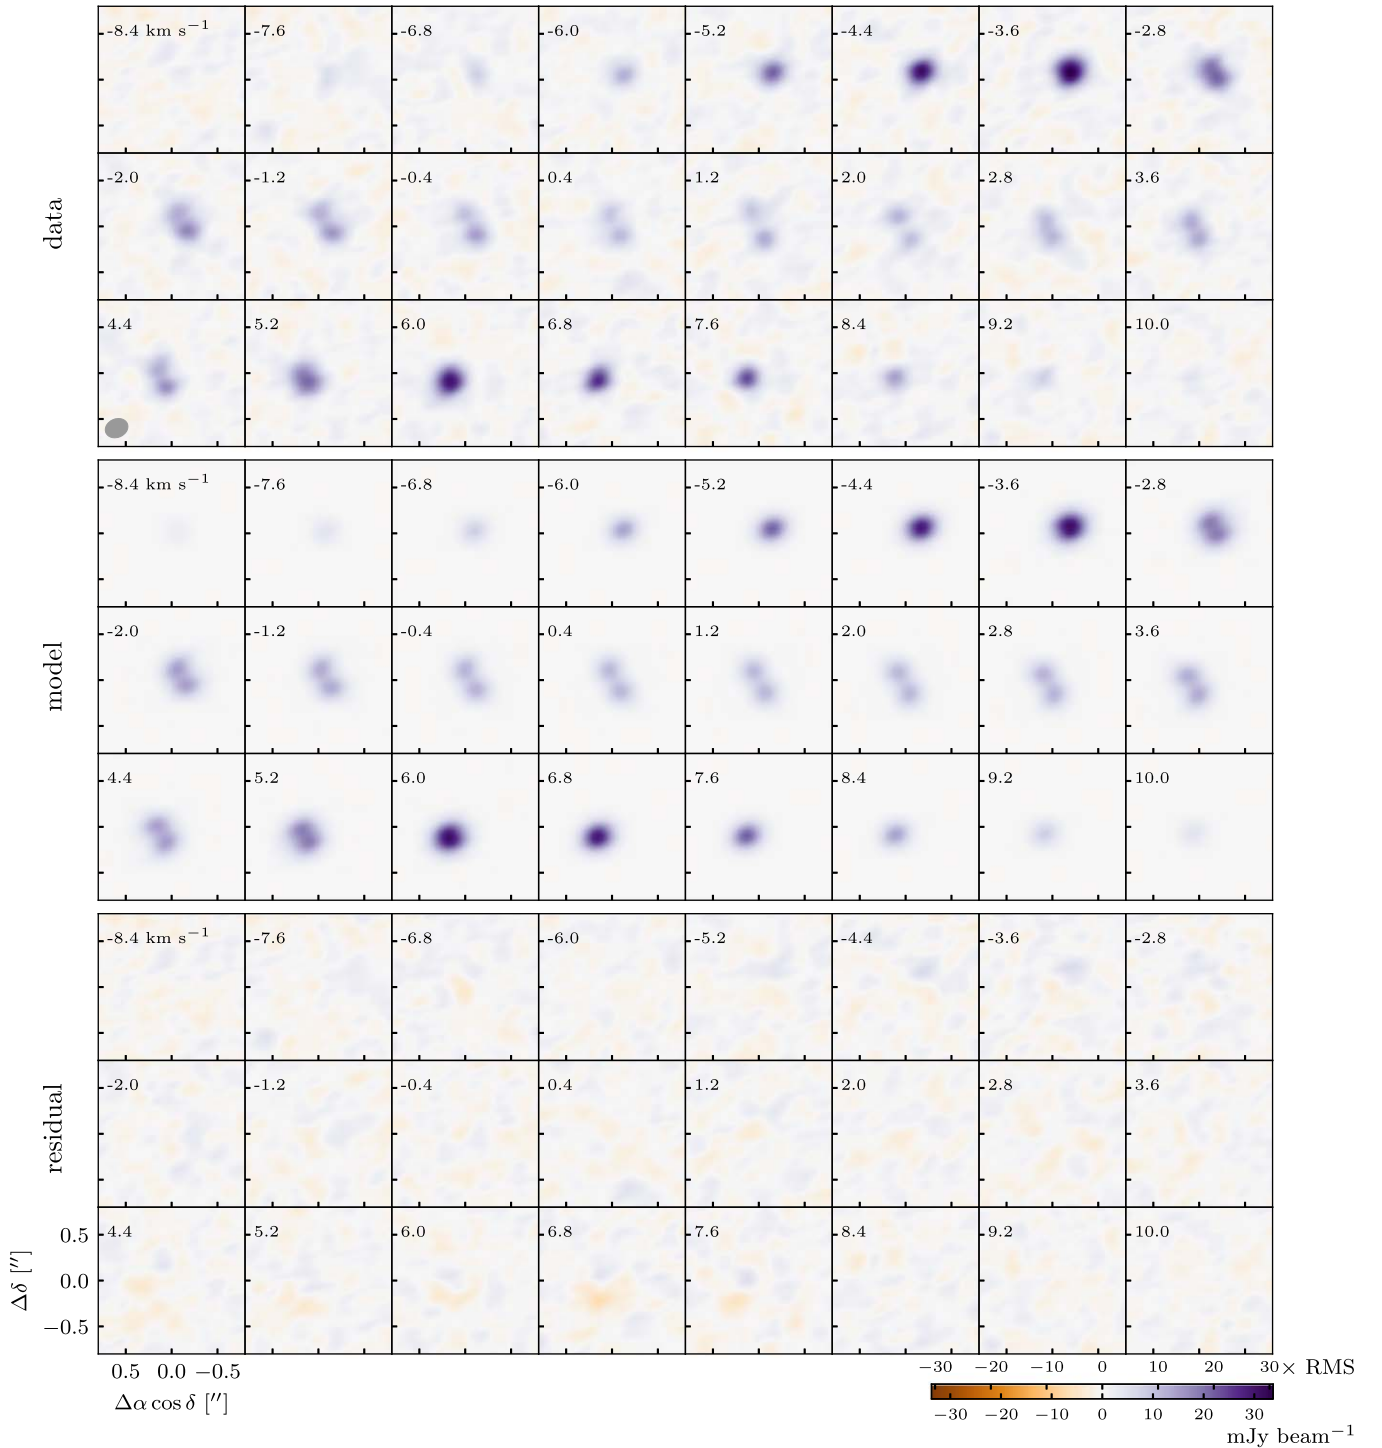 -8.4 km s⁻¹ -7.6 -6.8 -6.0 -5.2 -4.4 -3.6 -2.8
data
-2.0 -1.2 -0.4 0.4 1.2 2.0 2.8 3.6
4.4 5.2 6.0 6.8 7.6 8.4 9.2 10.0
-8.4 km s⁻¹ -7.6 -6.8 -6.0 -5.2 -4.4 -3.6 -2.8
model
-2.0 -1.2 -0.4 0.4 1.2 2.0 2.8 3.6
4.4 5.2 6.0 6.8 7.6 8.4 9.2 10.0
-8.4 km s⁻¹ -7.6 -6.8 -6.0 -5.2 -4.4 -3.6 -2.8
residual
-2.0 -1.2 -0.4 0.4 1.2 2.0 2.8 3.6
4.4 5.2 6.0 6.8 7.6 8.4 9.2 10.0
Δδ [″]
0.5
0.0
−0.5
0.5 0.0 −0.5
Δα cos δ [″]
−30 −20 −10 0 10 20 30 × RMS
−30 −20 −10 0 10 20 30
mJy beam⁻¹